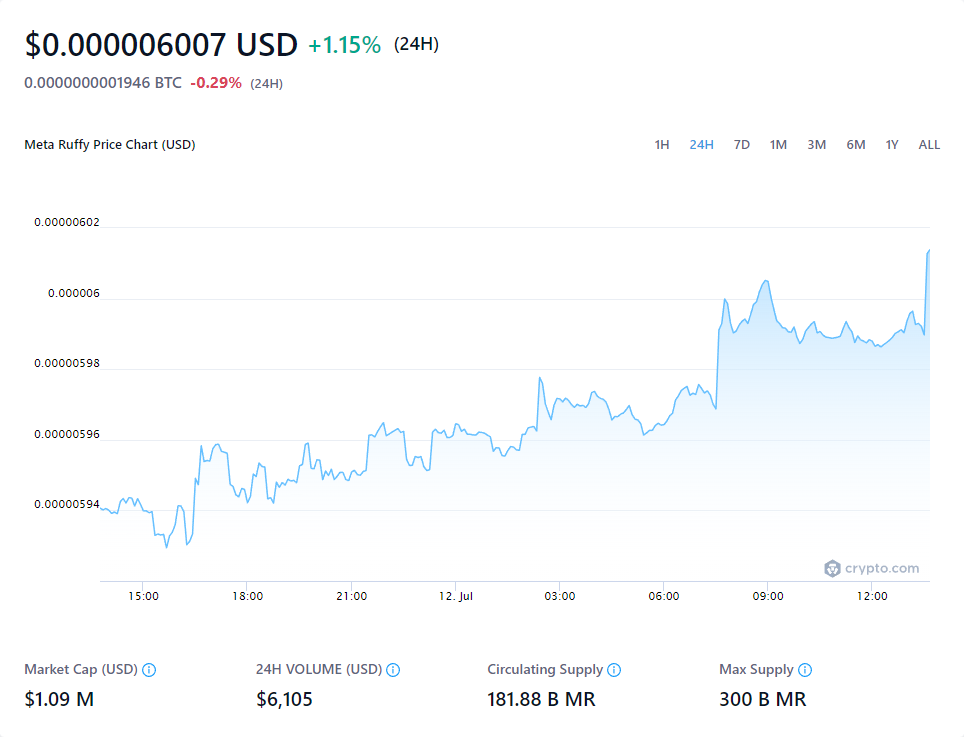 $0.000006007 USD +1.15% (24H)
0.0000000001946 BTC -0.29% (24H)
Meta Ruffy Price Chart (USD) 1H 24H 7D 1M 3M 6M 1Y ALL
0.00000602
0.000006
0.00000598
0.00000596
0.00000594
crypto.com
15:00 18:00 21:00 12. Jul 03:00 06:00 09:00 12:00
Market Cap (USD) 24H VOLUME (USD) Circulating Supply Max Supply
$1.09 M $6,105 181.88 B MR 300 B MR